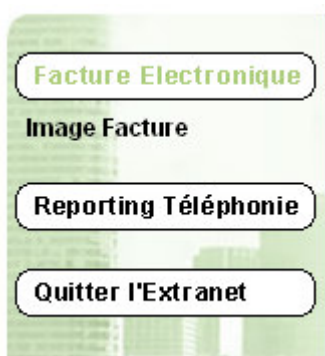 Facture Electronique
Image Facture
Reporting Téléphonie
Quitter l'Extranet